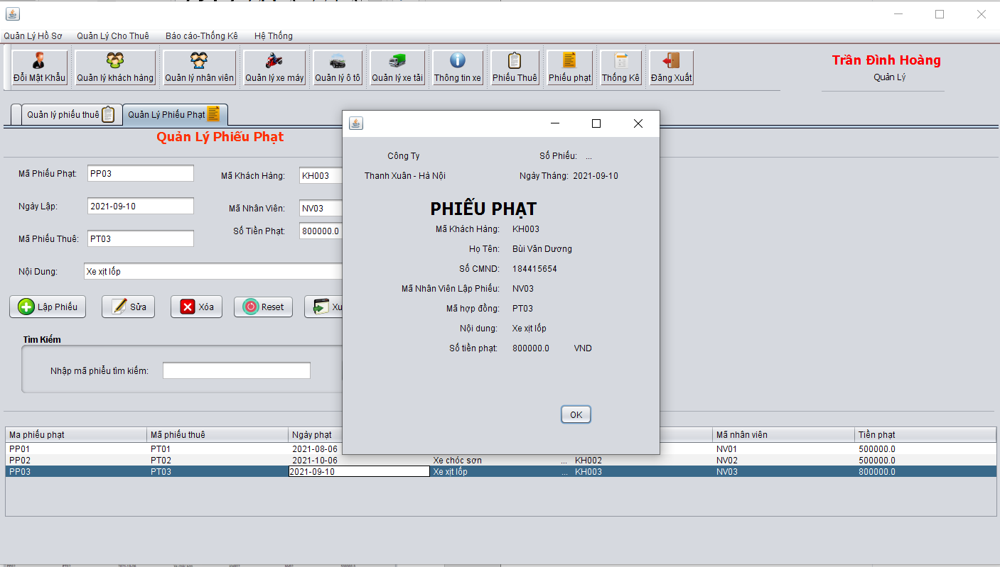 Quản Lý Hồ Sơ Quản Lý Cho Thuê Báo cáo-Thống Kê Hệ Thống
Đổi Mật Khẩu Quản lý khách hàng Quản lý nhân viên Quản lý xe máy Quản lý ô tô Quản lý xe tải Thông tin xe Phiếu Thuê Phiếu phạt Thống Kê Đăng Xuất
Trần Đình Hoàng
Quản Lý
Quản lý phiếu thuê Quản Lý Phiếu Phạt
Quản Lý Phiếu Phạt
Mã Phiếu Phạt: PP03 Mã Khách Hàng: KH003
Ngày Lập: 2021-09-10 Mã Nhân Viên: NV03
Số Tiền Phạt: 800000.0
Mã Phiếu Thuê: PT03
Nội Dung: Xe xịt lốp
Lập Phiếu Sửa Xóa Reset Xu
Tìm Kiếm
Nhập mã phiếu tìm kiếm:
Công Ty Số Phiếu: ...
Thanh Xuân - Hà Nội Ngày Tháng: 2021-09-10
PHIẾU PHẠT
Mã Khách Hàng: KH003
Họ Tên: Bùi Văn Dương
Số CMND: 184415654
Mã Nhân Viên Lập Phiếu: NV03
Mã hợp đồng: PT03
Nội dung: Xe xịt lốp
Số tiền phạt: 800000.0 VND
OK
Ma phiếu phạt Mã phiếu thuê Ngày phạt Mã nhân viên Tiền phạt
PP01 PT01 2021-08-06 NV01 500000.0
PP02 PT02 2021-10-06 Xe chóc sơn ... KH002 NV02 500000.0
PP03 PT03 2021-09-10 Xe xịt lốp ... KH003 NV03 800000.0